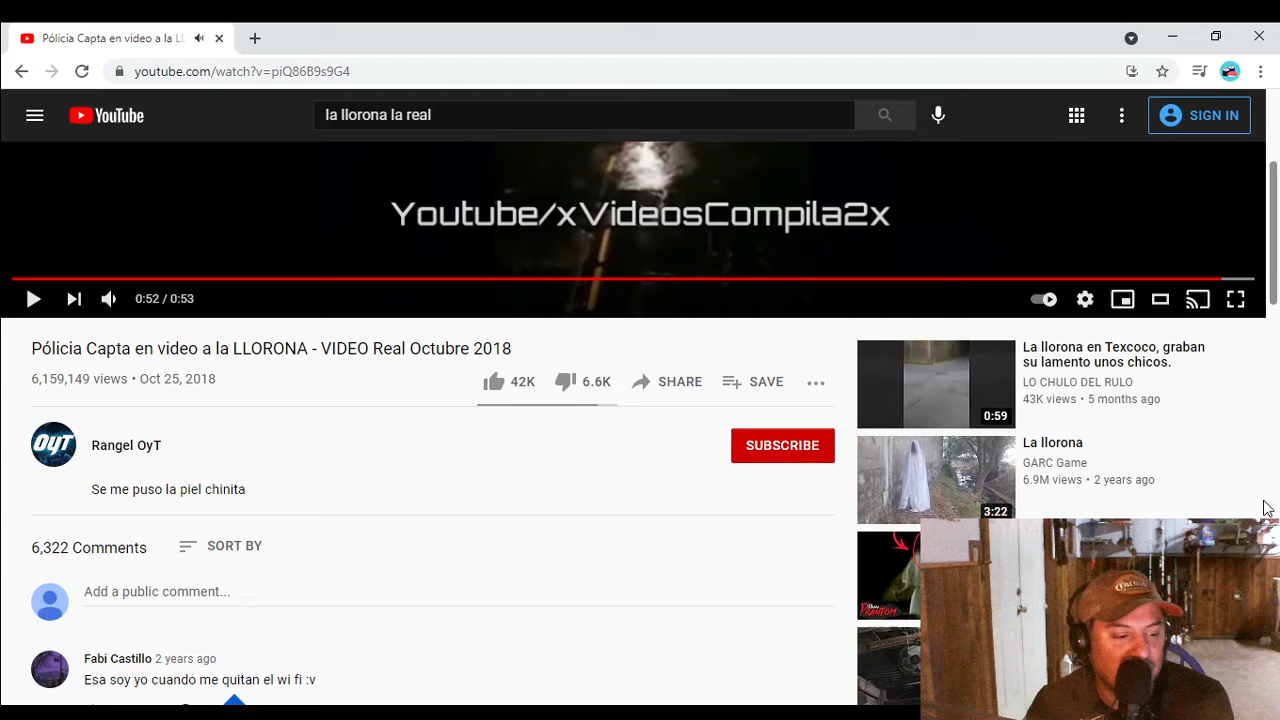 Pólicia Capta en video a la LL
youtube.com/watch?v=piQ86B9s9G4
YouTube
la llorona la real
SIGN IN
Youtube/xVideosCompila2x
0:52 / 0:53
Pólicia Capta en video a la LLORONA - VIDEO Real Octubre 2018
6,159,149 views • Oct 25, 2018
42K
6.6K
SHARE
SAVE
OYT
Rangel OyT
SUBSCRIBE
Se me puso la piel chinita
6,322 Comments
SORT BY
Add a public comment...
Fabi Castillo 2 years ago
Esa soy yo cuando me quitan el wi fi :v
0:59
La llorona en Texcoco, graban
su lamento unos chicos.
LO CHULO DEL RULO
43K views • 5 months ago
3:22
La llorona
GARC Game
6.9M views • 2 years ago
PHANTOM